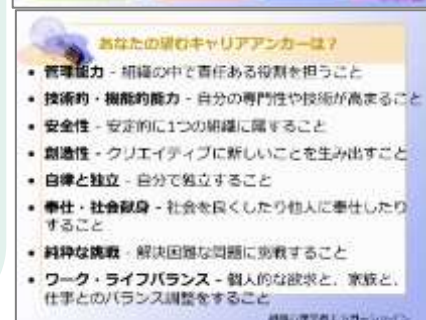 あなたの望むキャリアアンカーは？
• 管理能力 - 組織の中で責任ある役割を担うこと
• 技術的・機能的能力 - 自分の専門性や技術が高まること
• 安全性 - 安定的に1つの組織に属すること
• 創造性 - クリエイティブに新しいことを生み出すこと
• 自律と独立 - 自分で独立すること
• 奉仕・社会献身 - 社会を良くしたり他人に奉仕したり
すること
• 純粋な挑戦 - 解決困難な問題に挑戦すること
• ワーク・ライフバランス - 個人的な欲求と、家族と、
仕事とのバランス調整をすること